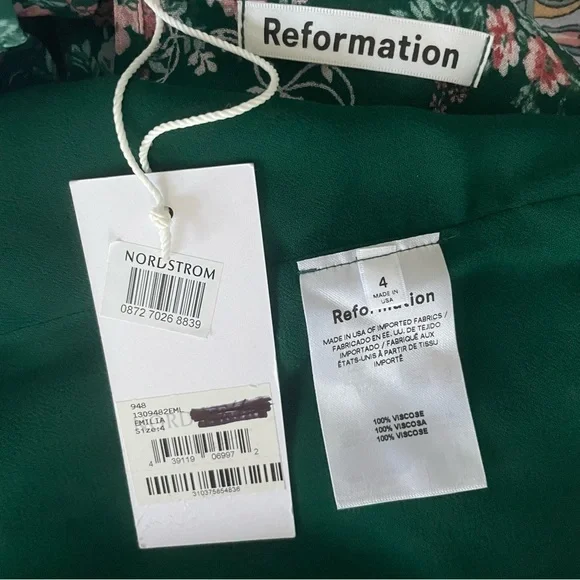 Reformation
NORDSTROM
0872 7026 8839
948
1309482EML
EMILIA
Size:4
4 39119 06997 2
310375854836
4
MADE IN
USA
Reformation
MADE IN USA OF IMPORTED FABRICS /
FABRICADO EN EE. UU. DE TEJIDO
IMPORTADO / FABRIQUÉ AUX
ÉTATS-UNIS À PARTIR DE TISSU
IMPORTÉ
100% VISCOSE
100% VISCOSA
100% VISCOSE